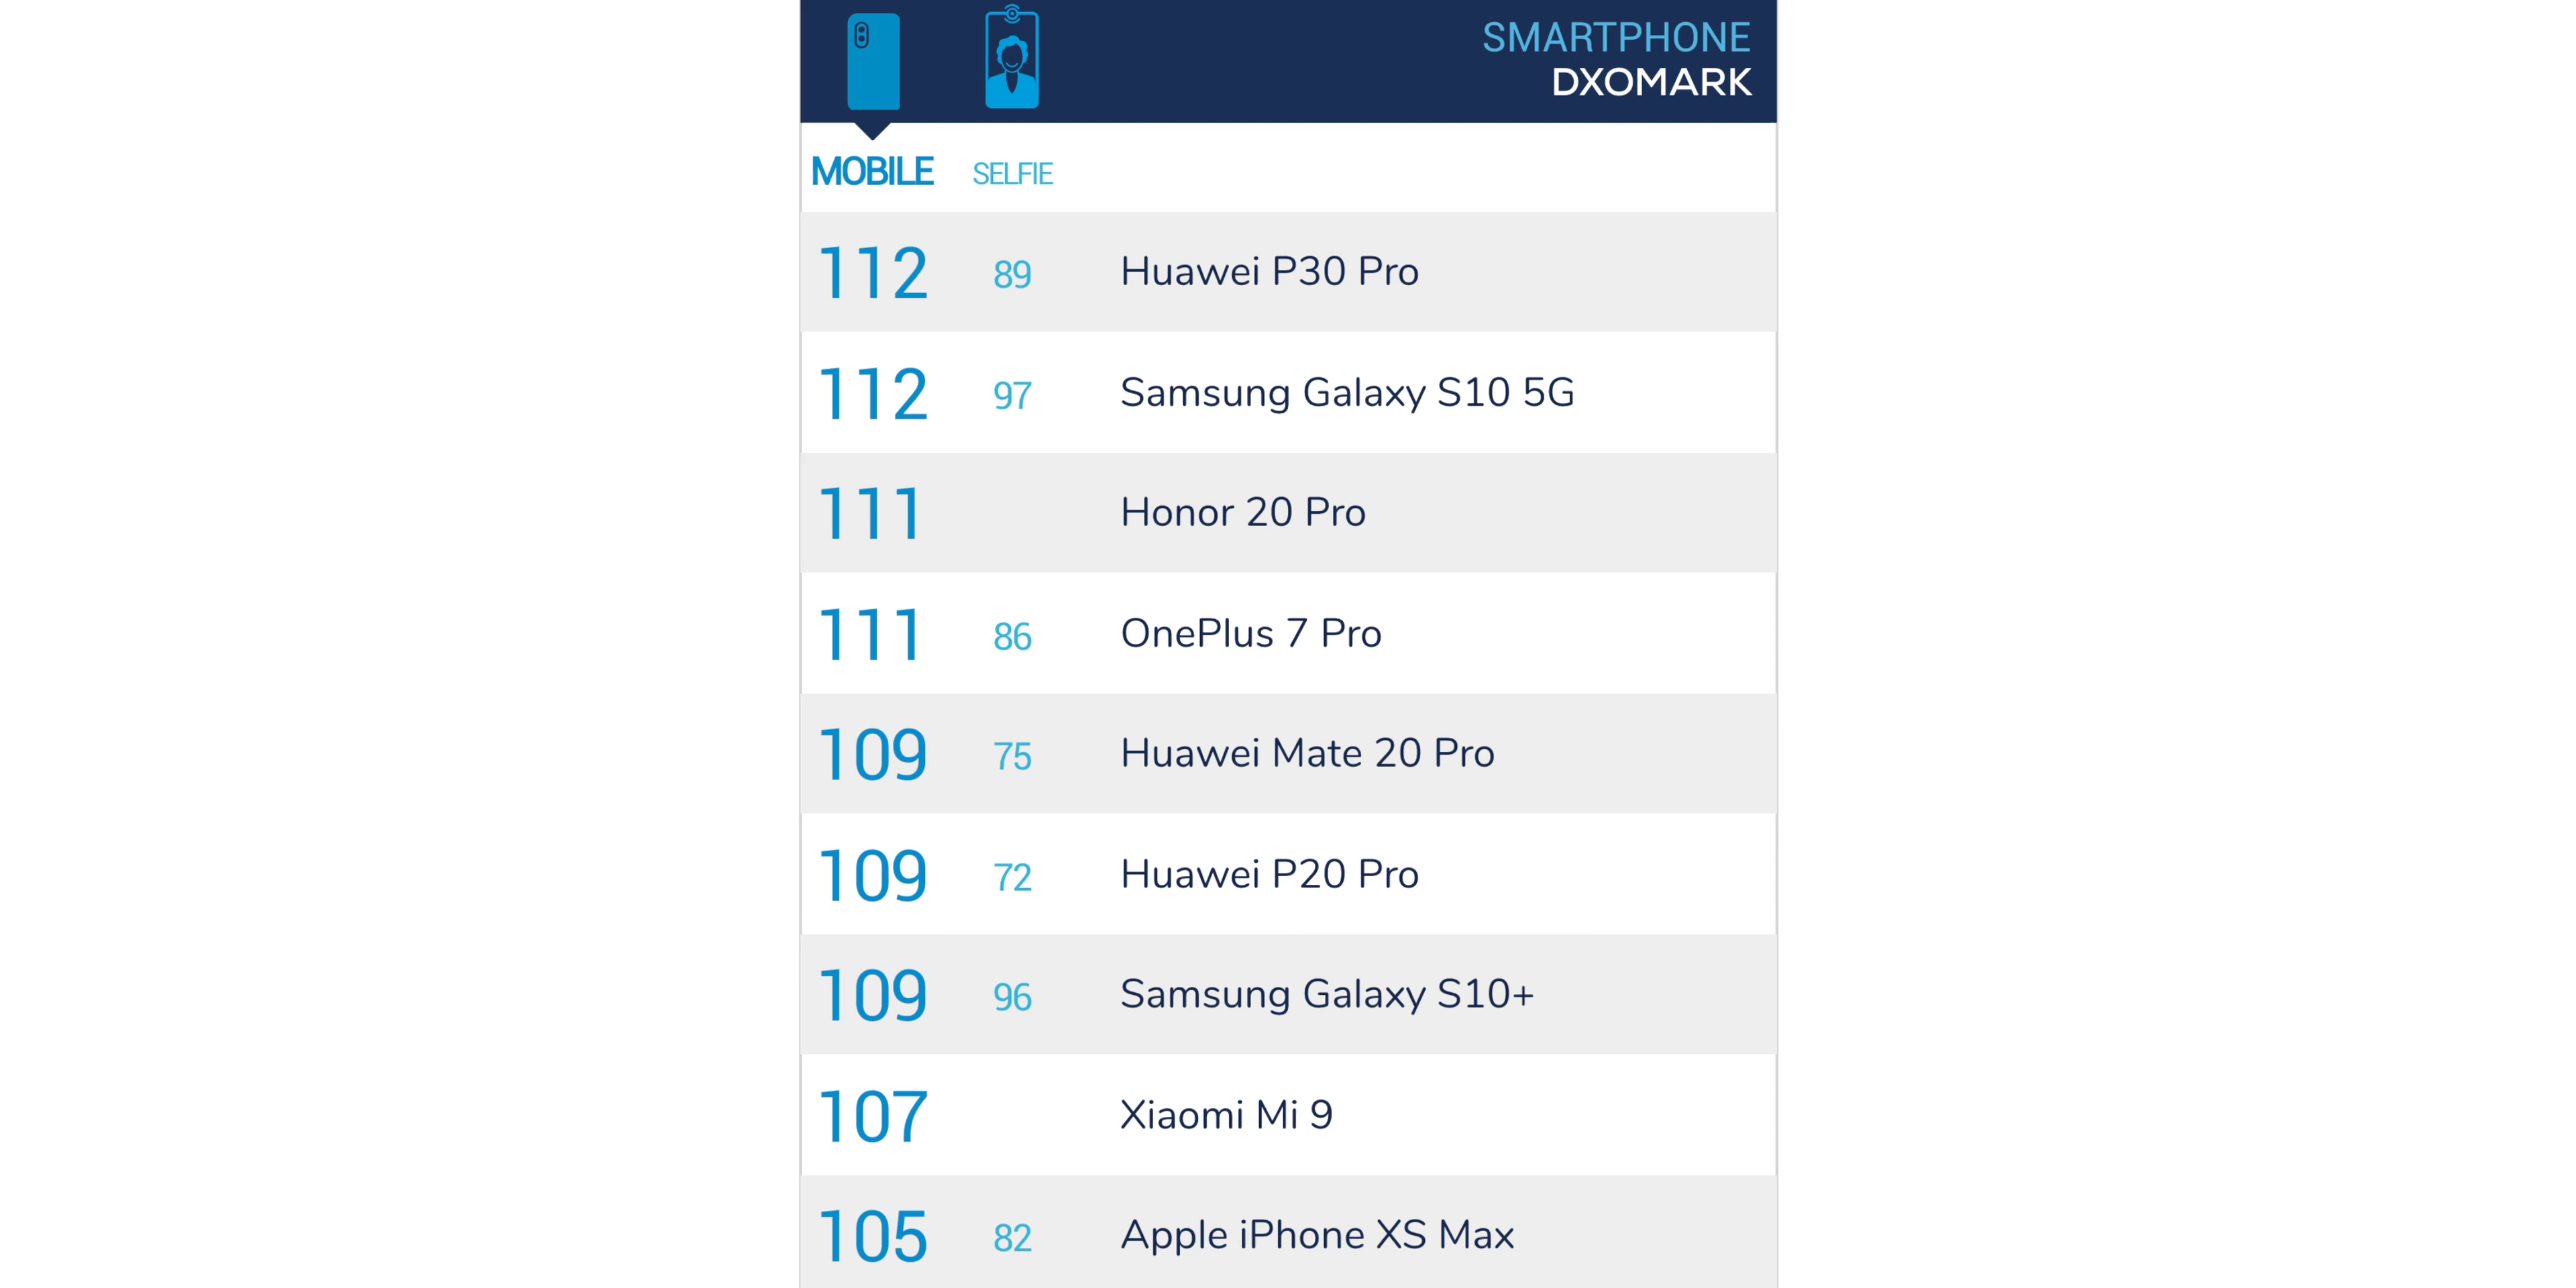 SMARTPHONE
DXOMARK
MOBILE SELFIE
112 89 Huawei P30 Pro
112 97 Samsung Galaxy S10 5G
111 Honor 20 Pro
111 86 OnePlus 7 Pro
109 75 Huawei Mate 20 Pro
109 72 Huawei P20 Pro
109 96 Samsung Galaxy S10+
107 Xiaomi Mi 9
105 82 Apple iPhone XS Max